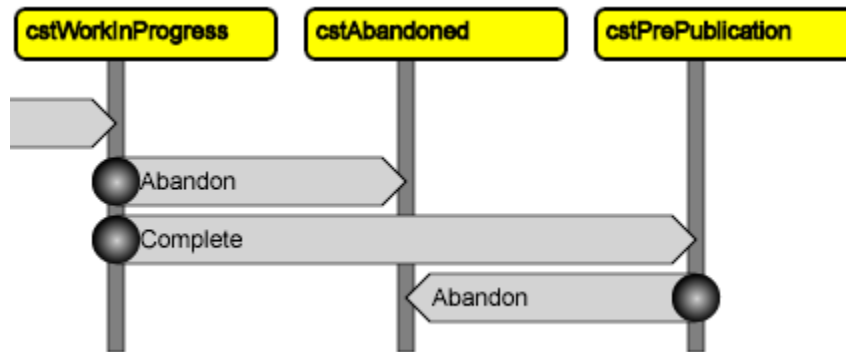 cstWorkInProgress
cstAbandoned
cstPrePublication
Abandon
Complete
Abandon